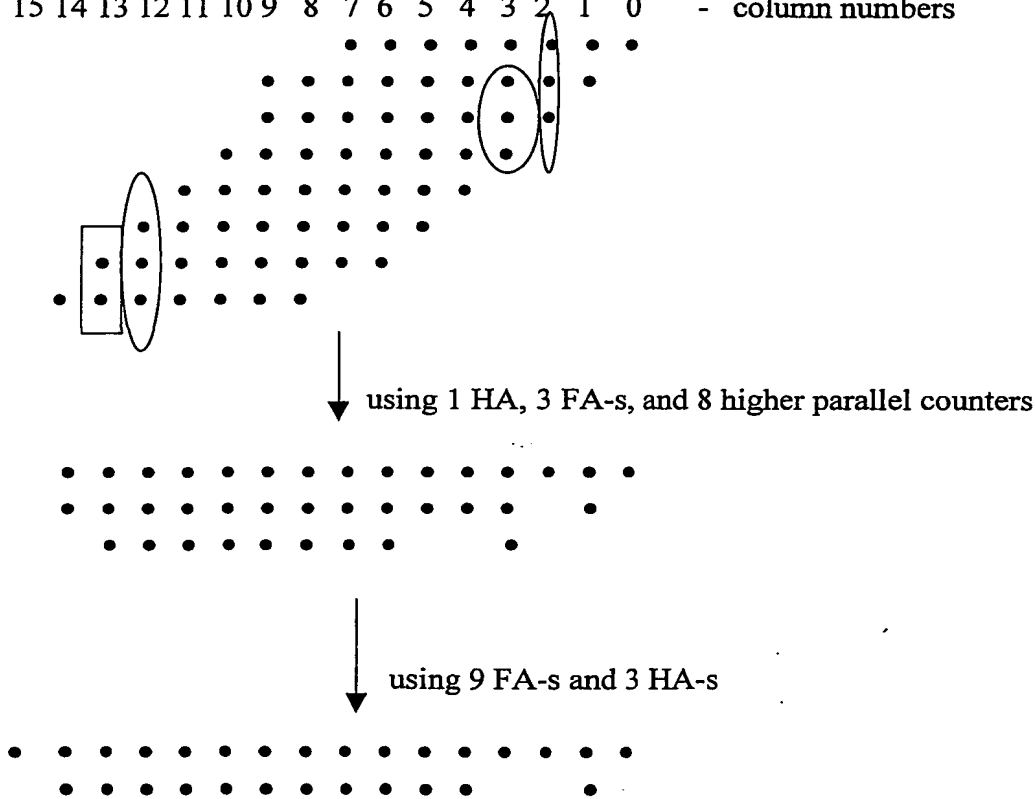 15 14 13 12 11 10 9 8 7 6 5 4 3 2 1 0 - column numbers
using 1 HA, 3 FA-s, and 8 higher parallel counters
using 9 FA-s and 3 HA-s